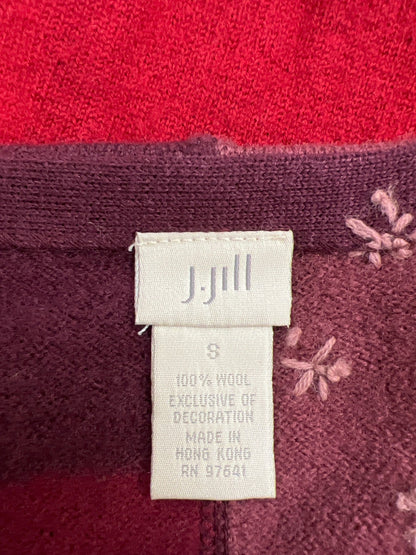 J.Jill
S
100% WOOL
EXCLUSIVE OF
DECORATION
MADE IN
HONG KONG
RN 97641